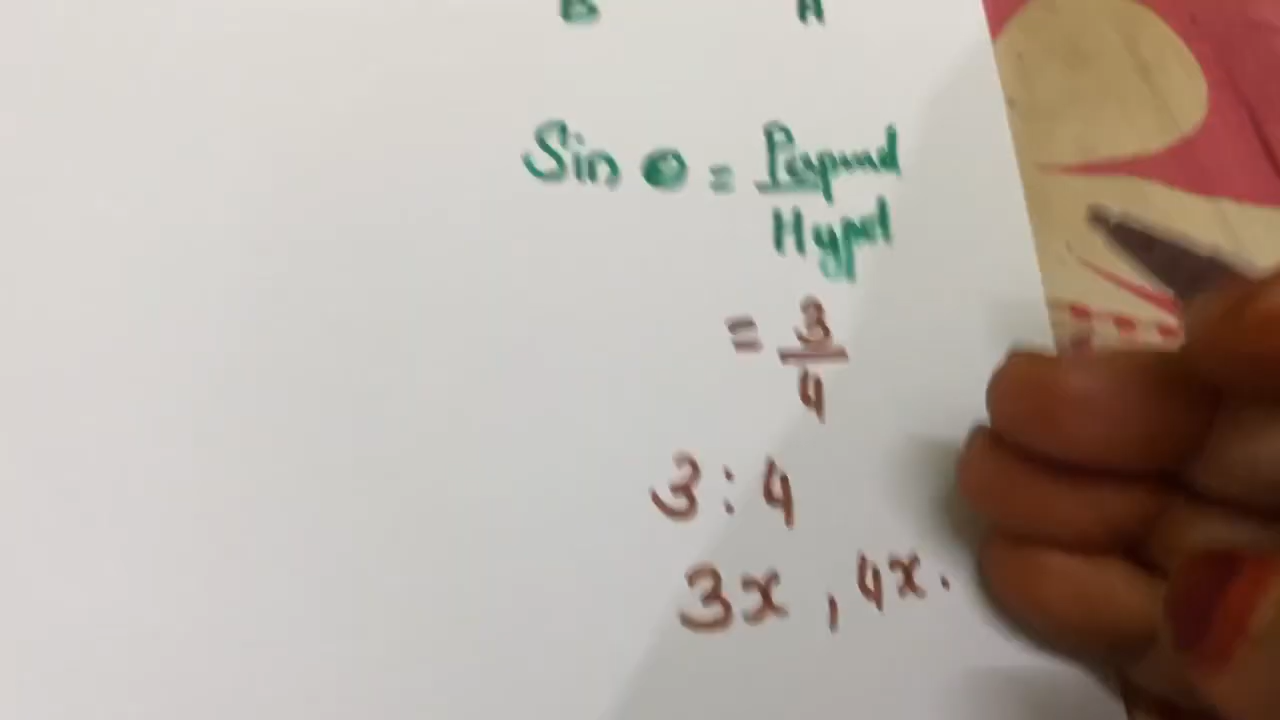 B A
Sin θ = Perpend
Hypot
= 3
4
3 : 4
3x , 4x.